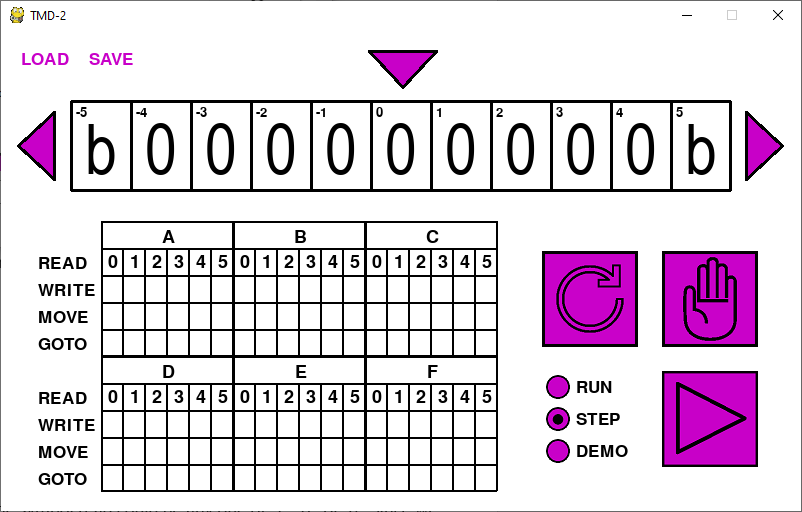 TMD-2
LOAD SAVE
-5 -4 -3 -2 -1 0 1 2 3 4 5
b 0 0 0 0 0 0 0 0 0 b
A B C
READ 0 1 2 3 4 5 0 1 2 3 4 5 0 1 2 3 4 5
WRITE
MOVE
GOTO
D E F
READ 0 1 2 3 4 5 0 1 2 3 4 5 0 1 2 3 4 5
WRITE
MOVE
GOTO
RUN
STEP
DEMO